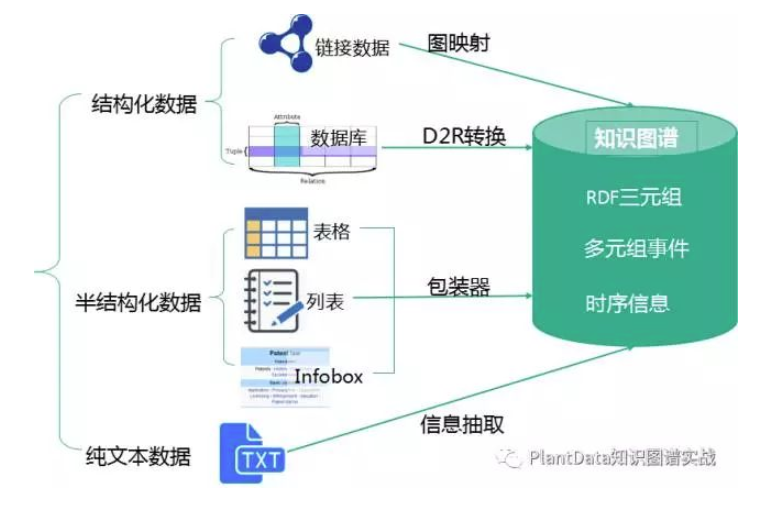 链接数据
图映射
结构化数据
Attribute
数据库
D2R转换
Tuple
Relation
知识图谱
RDF三元组
多元组事件
时序信息
表格
半结构化数据
列表
包装器
Infobox
信息抽取
纯文本数据
TXT
PlantData知识图谱实战